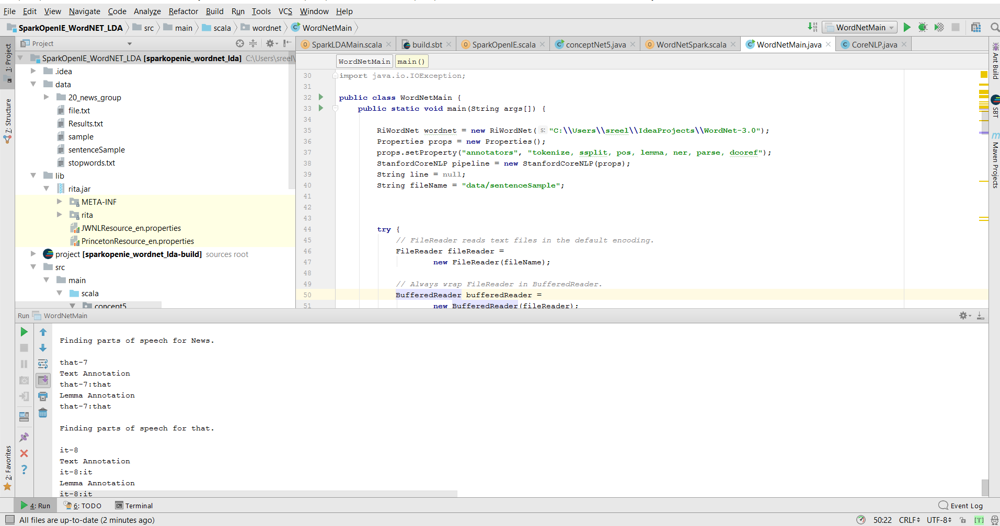 File Edit View Navigate Code Analyze Refactor Build Run Tools VCS Window Help
SparkOpenIE_WordNET_LDA src main scala wordnet WordNetMain
WordNetMain
Project
SparkLDAMain.scala build.sbt SparkOpenIE.scala conceptNet5.java WordNetSpark.scala WordNetMain.java CoreNLP.java
1: Project
Z: Structure
2: Favorites
SparkOpenIE_WordNET_LDA [sparkopenie_wordnet_lda] C:\Users\sreel\
.idea
data
20_news_group
file.txt
Results.txt
sample
sentenceSample
stopwords.txt
lib
rita.jar
META-INF
rita
JWNLResource_en.properties
PrincetonResource_en.properties
project [sparkopenie_wordnet_lda-build] sources root
src
main
scala
concept5
WordNetMain main()
30 import java.io.IOException;
31
32 public class WordNetMain {
33 public static void main(String args[]) {
34
35 RiWordNet wordnet = new RiWordNet( s: "C:\\Users\\sreel\\IdeaProjects\\WordNet-3.0");
36 Properties props = new Properties();
37 props.setProperty("annotators", "tokenize, ssplit, pos, lemma, ner, parse, dcoref");
38 StanfordCoreNLP pipeline = new StanfordCoreNLP(props);
39 String line = null;
40 String fileName = "data/sentenceSample";
41
42
43
44 try {
45 // FileReader reads text files in the default encoding.
46 FileReader fileReader =
47 new FileReader(fileName);
48
49 // Always wrap FileReader in BufferedReader.
50 BufferedReader bufferedReader =
51 new BufferedReader(fileReader);
Ant Build
SBT
Maven Projects
Run WordNetMain
Finding parts of speech for News.
that-7
Text Annotation
that-7:that
Lemma Annotation
that-7:that
Finding parts of speech for that.
it-8
Text Annotation
it-8:it
Lemma Annotation
it-8:it
4: Run 6: TODO Terminal Event Log
All files are up-to-date (2 minutes ago) 50:22 CRLF UTF-8 [T]